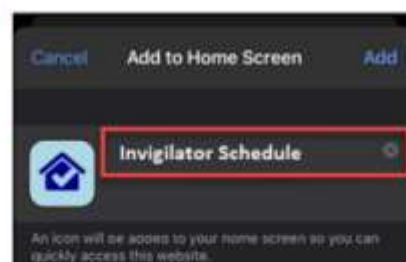 Cancel Add to Home Screen Add
Invigilator Schedule
An icon will be added to your home screen so you can
quickly access this website.